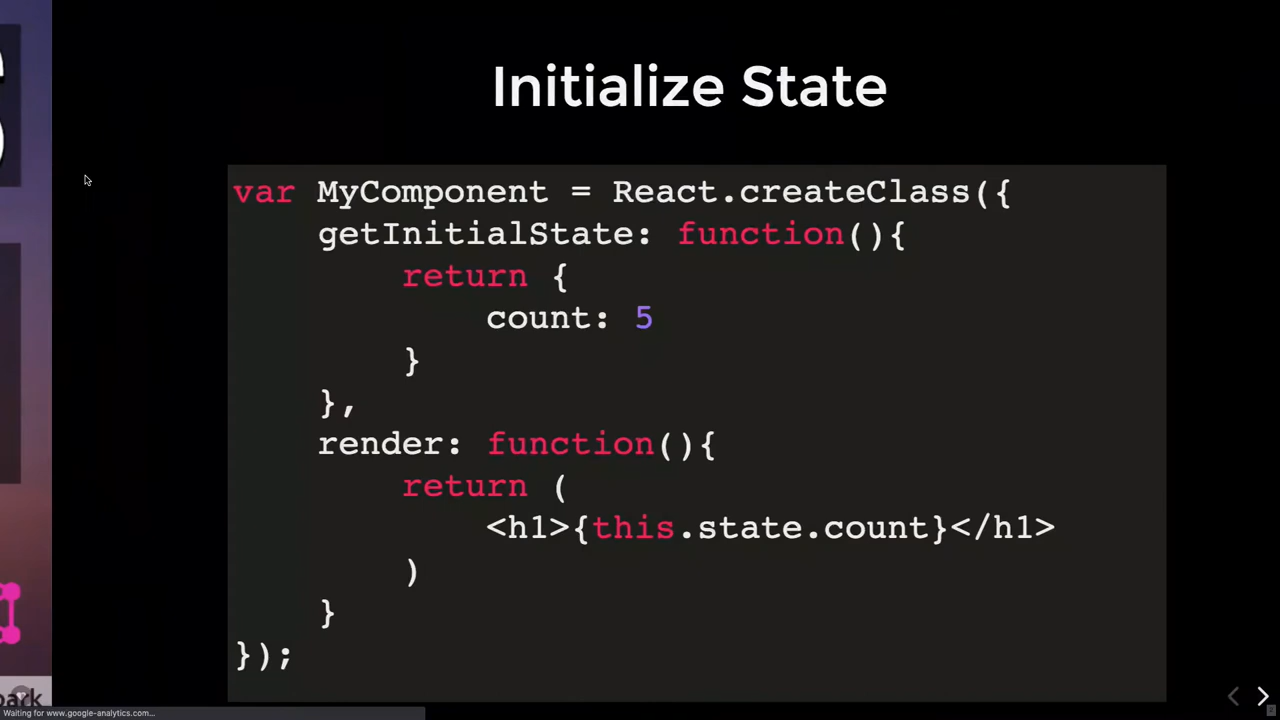 Initialize State
var MyComponent = React.createClass({
    getInitialState: function(){
        return {
            count: 5
        }
    },
    render: function(){
        return (
            <h1>{this.state.count}</h1>
        )
    }
});
Waiting for www.google-analytics.com...